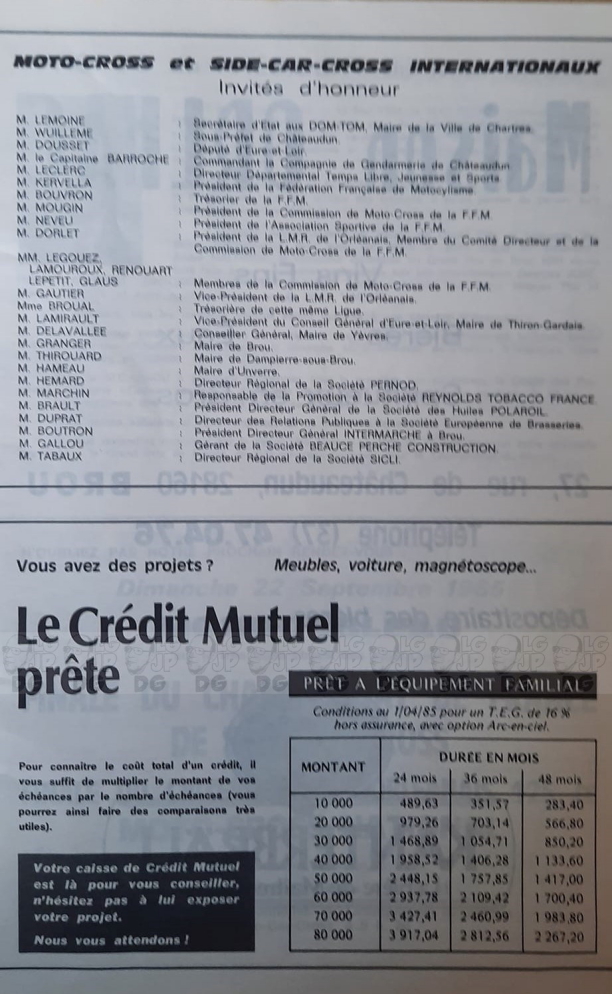 MOTO-CROSS et SIDE-CAR-CROSS INTERNATIONAUX
Invités d'honneur
M. LEMOINE : Secrétaire d'Etat aux DOM-TOM, Maire de la Ville de Chartres.
M. WUILLEME : Sous-Préfet de Châteaudun.
M. DOUSSET : Député d'Eure-et-Loir.
M. le Capitaine BARROCHE : Commandant la Compagnie de Gendarmerie de Châteaudun.
M. LECLERC : Directeur Départemental Temps Libre, Jeunesse et Sports.
M. KERVELLA : Président de la Fédération Française de Motocyclisme.
M. BOUVRON : Trésorier de la F.F.M.
M. MOUGIN : Président de la Commission de Moto-Cross de la F.F.M.
M. NEVEU : Président de l'Association Sportive de la F.F.M.
M. DORLET : Président de la L.M.R. de l'Orléanais, Membre du Comité Directeur et de la
Commission de Moto-Cross de la F.F.M.
MM. LEGOUEZ,
LAMOUROUX, RENOUART
LEPETIT, GLAUS : Membres de la Commission de Moto-Cross de la F.F.M.
M. GAUTIER : Vice-Président de la L.M.R. de l'Orléanais.
Mme BROUAL : Trésorière de cette même Ligue.
M. LAMIRAULT : Vice-Président du Conseil Général d'Eure-et-Loir, Maire de Thiron-Gardais.
M. DELAVALLEE : Conseiller Général, Maire de Yèvres.
M. GRANGER : Maire de Brou.
M. THIROUARD : Maire de Dampierre-sous-Brou.
M. HAMEAU : Maire d'Unverre.
M. HEMARD : Directeur Régional de la Société PERNOD.
M. MARCHIN : Responsable de la Promotion à la Société REYNOLDS TOBACCO FRANCE.
M. BRAULT : Président Directeur Général de la Société des Huiles POLAROIL.
M. DUPRAT : Directeur des Relations Publiques à la Société Européenne de Brasseries.
M. BOUTRON : Président Directeur Général INTERMARCHE à Brou.
M. GALLOU : Gérant de la Société BEAUCE PERCHE CONSTRUCTION.
M. TABAUX : Directeur Régional de la Société SICLI.
Vous avez des projets ? Meubles, voiture, magnétoscope...
Le Crédit Mutuel
prête
PRÊT A L'EQUIPEMENT FAMILIAL
Conditions au 1/04/85 pour un T.E.G. de 16 %
hors assurance, avec option Arc-en-ciel.
Pour connaître le coût total d'un crédit, il
vous suffit de multiplier le montant de vos
échéances par le nombre d'échéances (vous
pourrez ainsi faire des comparaisons très
utiles).
Votre caisse de Crédit Mutuel
est là pour vous conseiller,
n'hésitez pas à lui exposer
votre projet.
Nous vous attendons !
MONTANT DURÉE EN MOIS
24 mois 36 mois 48 mois
10 000 489,63 351,57 283,40
20 000 979,26 703,14 566,80
30 000 1 468,89 1 054,71 850,20
40 000 1 958,52 1 406,28 1 133,60
50 000 2 448,15 1 757,85 1 417,00
60 000 2 937,78 2 109,42 1 700,40
70 000 3 427,41 2 460,99 1 983,80
80 000 3 917,04 2 812,56 2 267,20